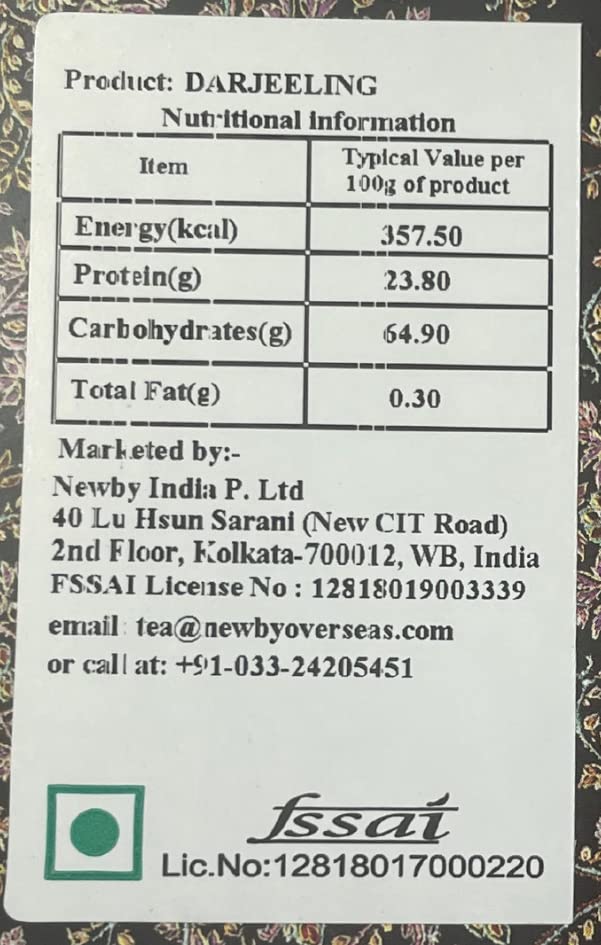 Product: DARJEELING
Nutritional Information
Item Typical Value per
100g of product
Energy(kcal) 357.50
Protein(g) 23.80
Carbohydrates(g) 64.90
Total Fat(g) 0.30
Marketed by:-
Newby India P. Ltd
40 Lu Hsun Sarani (New CIT Road)
2nd Floor, Kolkata-700012, WB, India
FSSAI License No : 12818019003339
email: tea@newbyoverseas.com
or call at: +91-033-24205451
fssai
Lic.No:12818017000220